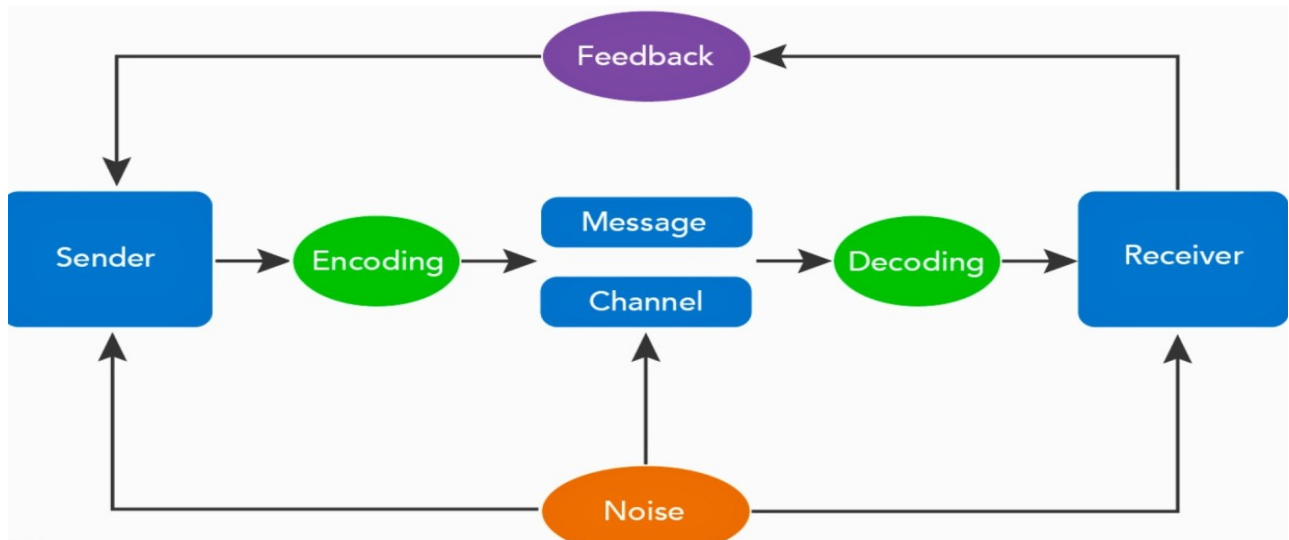 Feedback
Sender
Encoding
Message
Channel
Decoding
Receiver
Noise